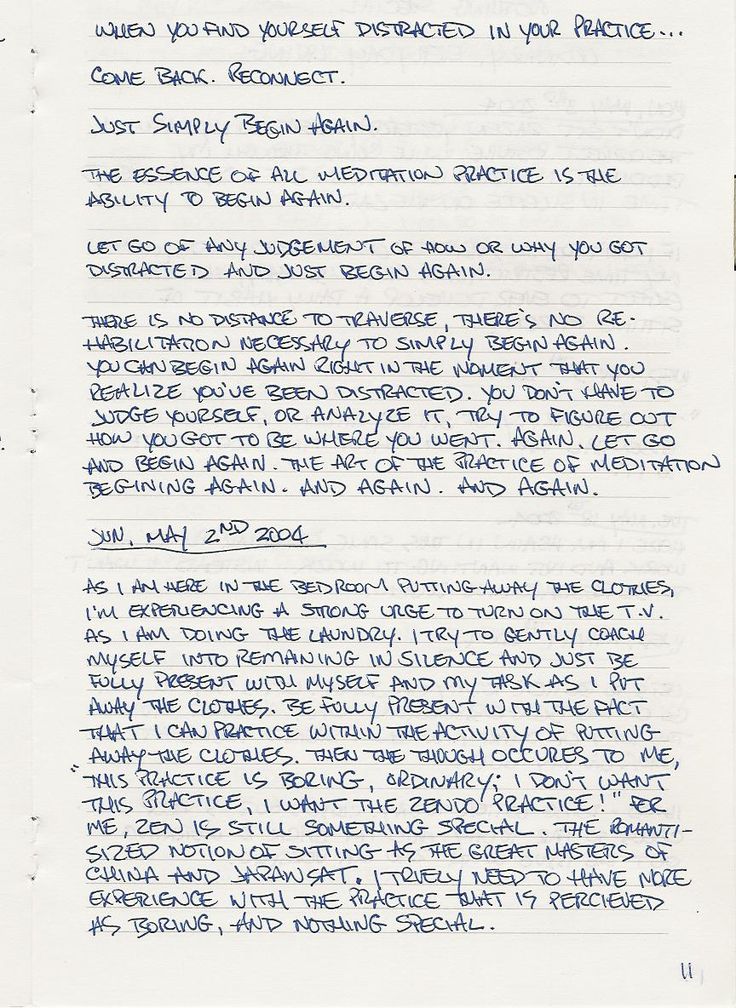 WHEN YOU FIND YOURSELF DISTRACTED IN YOUR PRACTICE...
COME BACK. RECONNECT.
JUST SIMPLY BEGIN AGAIN.
THE ESSENCE OF ALL MEDITATION PRACTICE IS THE
ABILITY TO BEGIN AGAIN.
LET GO OF ANY JUDGEMENT OF HOW OR WHY YOU GOT
DISTRACTED AND JUST BEGIN AGAIN.
THERE IS NO DISTANCE TO TRAVERSE, THERE'S NO RE-
HABILITATION NECESSARY TO SIMPLY BEGIN AGAIN.
YOU CAN BEGIN AGAIN RIGHT IN THE MOMENT THAT YOU
REALIZE YOU'VE BEEN DISTRACTED. YOU DON'T HAVE TO
JUDGE YOURSELF, OR ANALYZE IT, TRY TO FIGURE OUT
HOW YOU GOT TO BE WHERE YOU WENT. AGAIN. LET GO
AND BEGIN AGAIN. THE ART OF THE PRACTICE OF MEDITATION
BEGINING AGAIN. AND AGAIN. AND AGAIN.
SUN, MAY 2ND 2004
AS I AM HERE IN THE BEDROOM PUTTING AWAY THE CLOTHES,
I'M EXPERIENCING A STRONG URGE TO TURN ON THE T.V.
AS I AM DOING THE LAUNDRY. I TRY TO GENTLY COACH
MYSELF INTO REMAINING IN SILENCE AND JUST BE
FULLY PRESENT WITH MYSELF AND MY TASK AS I PUT
AWAY THE CLOTHES. BE FULLY PRESENT WITH THE FACT
THAT I CAN PRACTICE WITHIN THE ACTIVITY OF PUTTING
AWAY THE CLOTHES. THEN THE THOUGH OCCURES TO ME,
"THIS PRACTICE IS BORING, ORDINARY; I DON'T WANT
THIS PRACTICE, I WANT THE ZENDO PRACTICE!" FOR
ME, ZEN IS STILL SOMETHING SPECIAL. THE ROMANTI-
SIZED NOTION OF SITTING AS THE GREAT MASTERS OF
CHINA AND JAPAN SAT. I TRUELY NEED TO HAVE MORE
EXPERIENCE WITH THE PRACTICE THAT IS PERCIEVED
AS BORING, AND NOTHING SPECIAL.
11